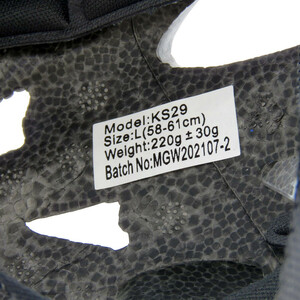 Model:KS29
Size:L(58-61cm)
Weight:220g ± 30g
Batch No:MGW202107-2